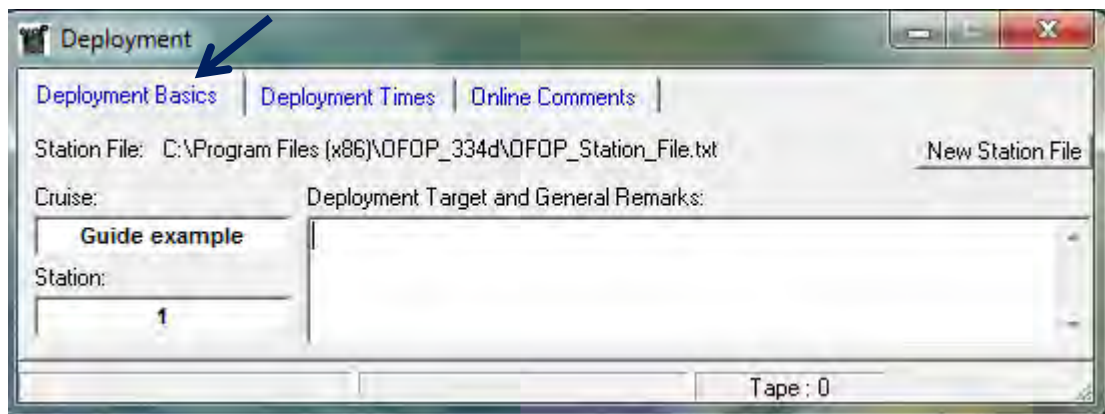 Deployment
Deployment Basics Deployment Times Online Comments
Station File: C:\Program Files (x86)\OFOP_334d\OFOP_Station_File.txt New Station File
Cruise: Deployment Target and General Remarks:
Guide example
Station:
1
Tape : 0